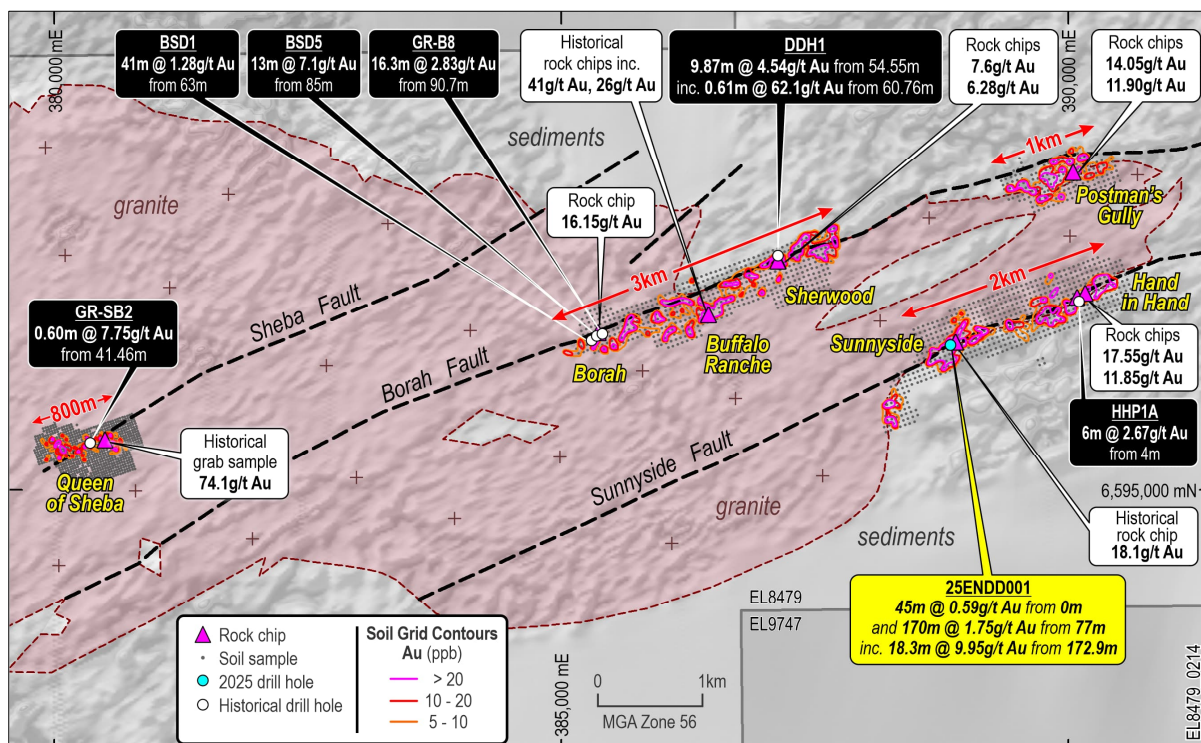 380,000 mE
BSD1
41m @ 1.28g/t Au
from 63m
BSD5
13m @ 7.1g/t Au
from 85m
GR-B8
16.3m @ 2.83g/t Au
from 90.7m
Historical
rock chips inc.
41g/t Au, 26g/t Au
DDH1
9.87m @ 4.54g/t Au from 54.55m
inc. 0.61m @ 62.1g/t Au from 60.76m
Rock chips
7.6g/t Au
6.28g/t Au
390,000 mE
Rock chips
14.05g/t Au
11.90g/t Au
sediments
1km
granite
Rock chip
16.15g/t Au
Postman's
Gully
3km
2km
Sheba Fault
Sherwood
Hand
in Hand
GR-SB2
0.60m @ 7.75g/t Au
from 41.46m
Borah Fault
Borah
Buffalo
Ranche
Sunnyside
Rock chips
17.55g/t Au
11.85g/t Au
800m
HHP1A
6m @ 2.67g/t Au
from 4m
Historical
grab sample
74.1g/t Au
Queen
of Sheba
Sunnyside Fault
6,595,000 mN
granite
sediments
Historical
rock chip
18.1g/t Au
25ENDD001
45m @ 0.59g/t Au from 0m
and 170m @ 1.75g/t Au from 77m
inc. 18.3m @ 9.95g/t Au from 172.9m
EL8479
EL9747
Rock chip
Soil sample
2025 drill hole
Historical drill hole
Soil Grid Contours
Au (ppb)
> 20
10 - 20
5 - 10
385,000 mE
0
1km
MGA Zone 56
EL8479_0214